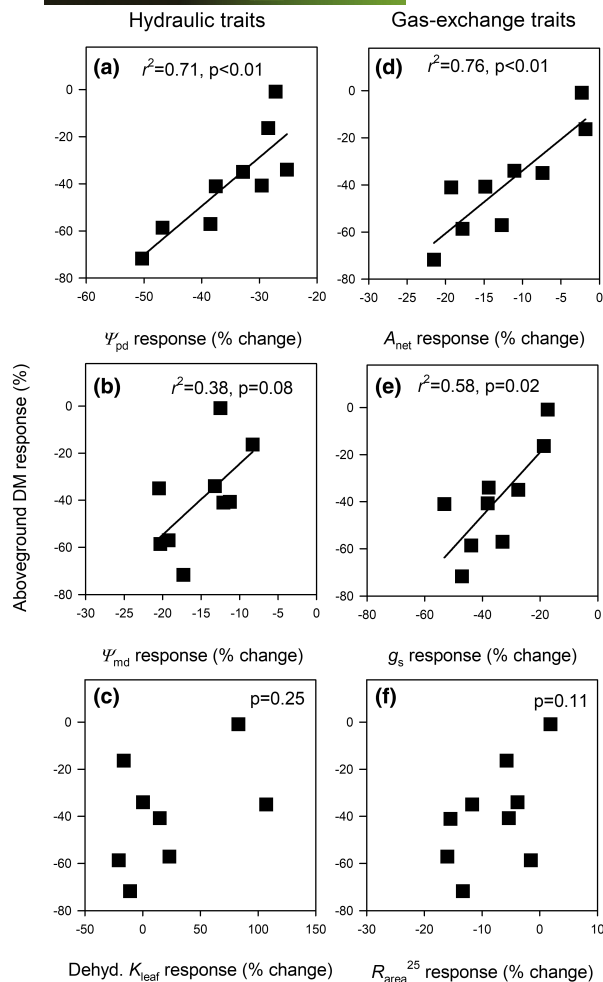 Hydraulic traits
Gas-exchange traits
(a)
r²=0.71, p<0.01
0
-20
-40
-60
-80
-60 -50 -40 -30 -20
Ψpd response (% change)
(d)
r²=0.76, p<0.01
0
-20
-40
-60
-80
-30 -25 -20 -15 -10 -5 0
Anet response (% change)
Aboveground DM response (%)
(b)
r²=0.38, p=0.08
0
-20
-40
-60
-80
-30 -25 -20 -15 -10 -5 0
Ψmd response (% change)
(e)
r²=0.58, p=0.02
0
-20
-40
-60
-80
-80 -60 -40 -20 0
gs response (% change)
(c)
p=0.25
0
-20
-40
-60
-80
-50 0 50 100 150
Dehyd. Kleaf response (% change)
(f)
p=0.11
0
-20
-40
-60
-80
-30 -20 -10 0 10
Rarea²⁵ response (% change)